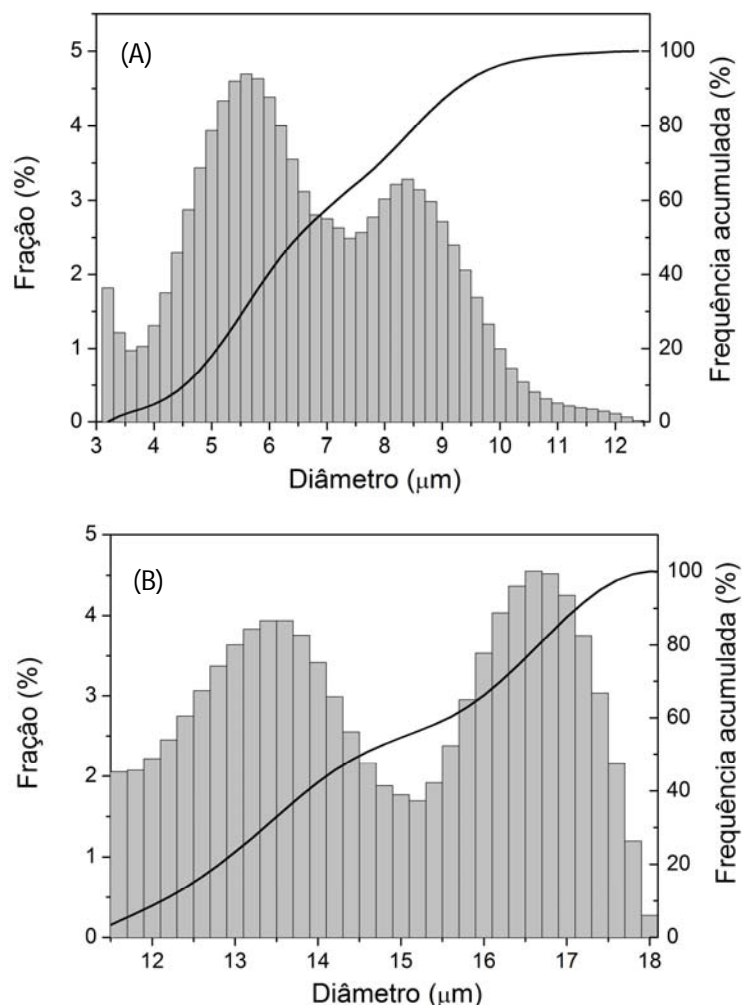 (A)
Fração (%)
5
4
3
2
1
0
100
80
60
40
20
0
Frequência acumulada (%)
3 4 5 6 7 8 9 10 11 12
Diâmetro (μm)
(B)
Fração (%)
5
4
3
2
1
0
100
80
60
40
20
0
Frequência acumulada (%)
12 13 14 15 16 17 18
Diâmetro (μm)